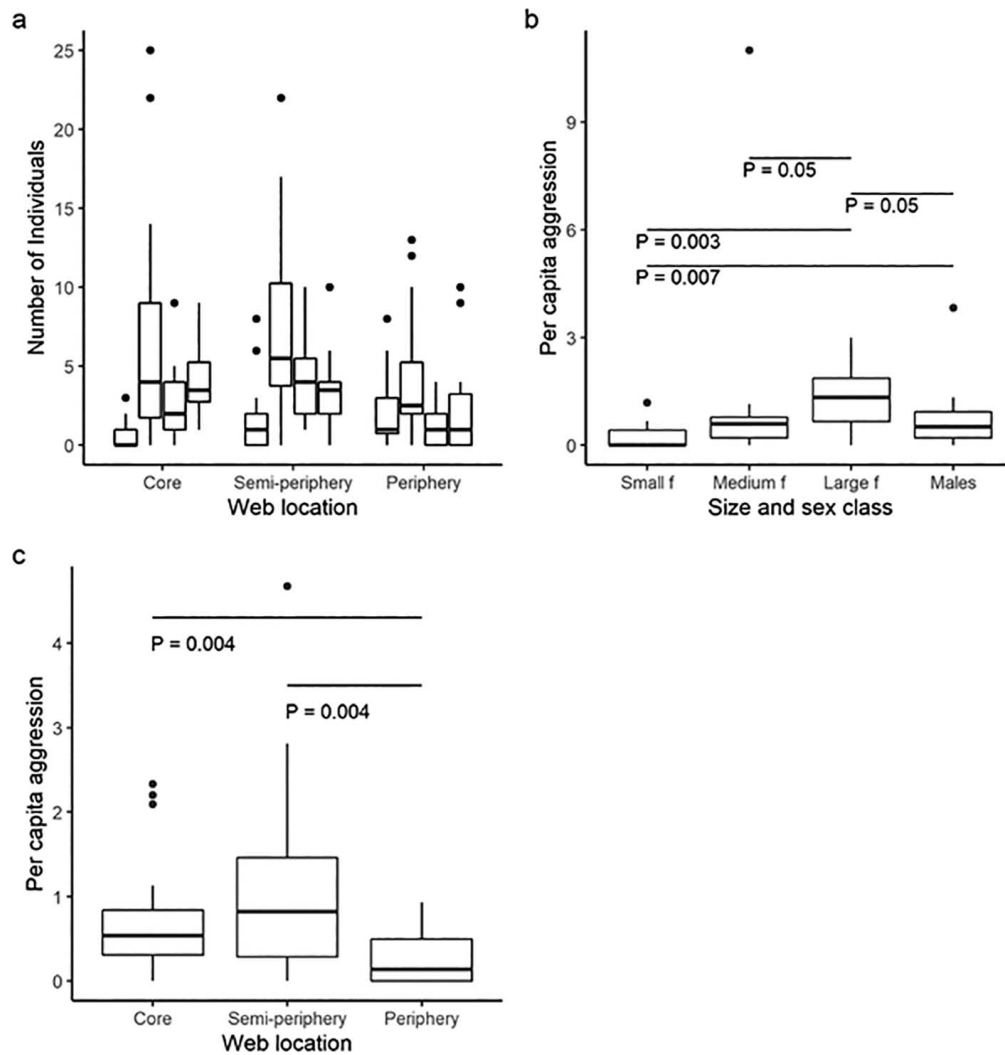 a
25
20
15
10
5
0
Number of Individuals
Core
Semi-periphery
Periphery
Web location
b
9
6
3
0
Per capita aggression
P = 0.05
P = 0.05
P = 0.003
P = 0.007
Small f
Medium f
Large f
Males
Size and sex class
c
4
3
2
1
0
Per capita aggression
P = 0.004
P = 0.004
Core
Semi-periphery
Periphery
Web location